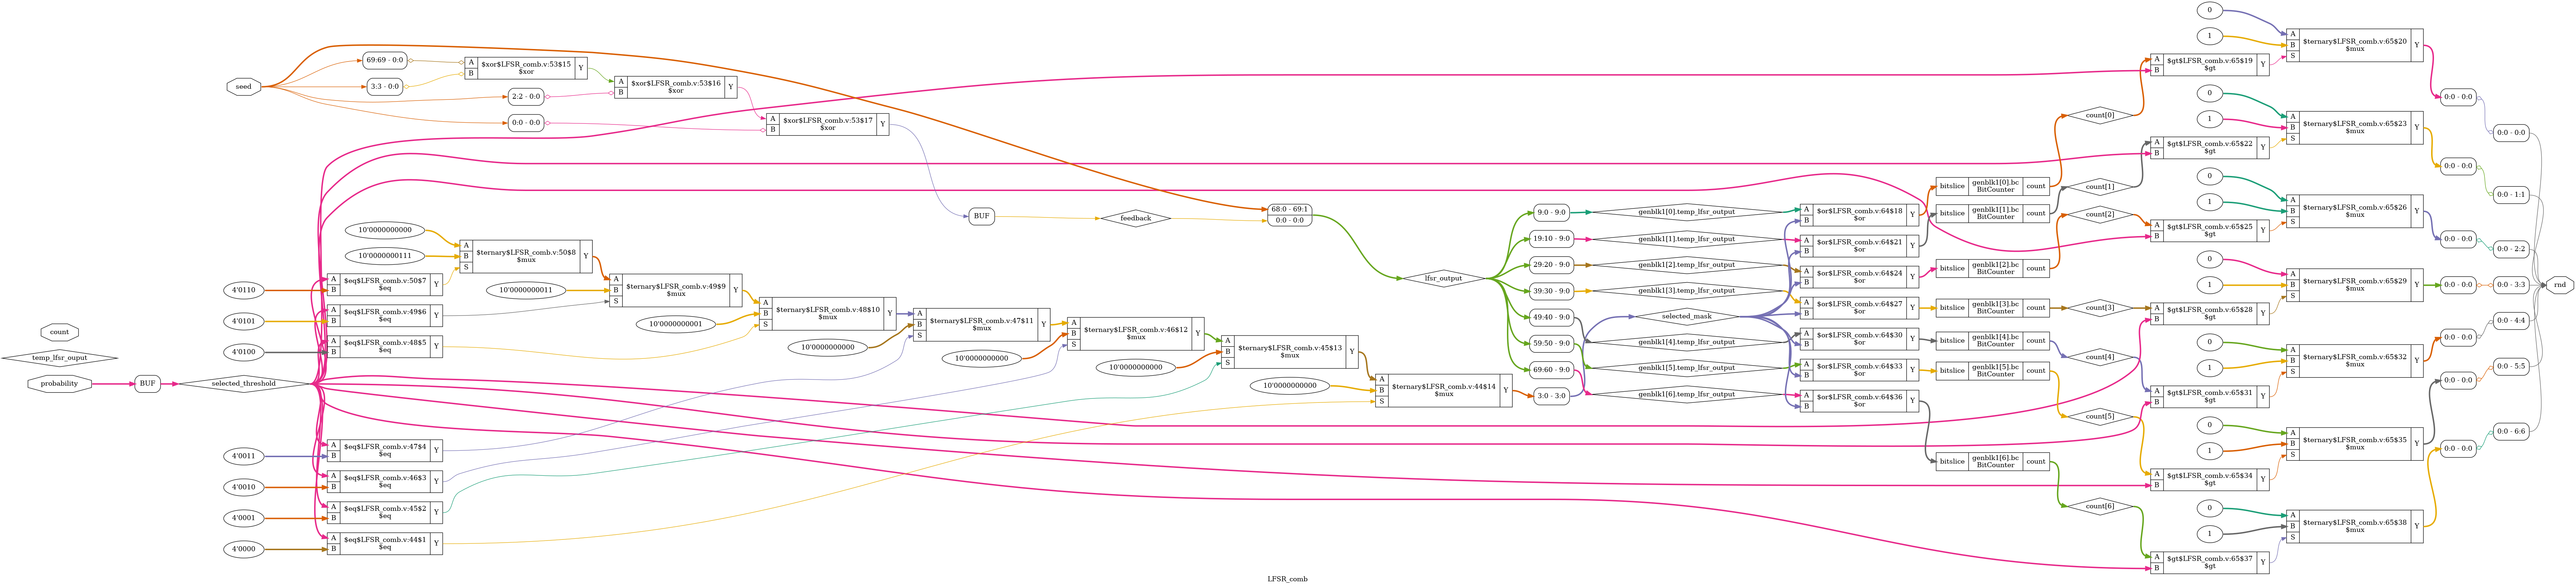 seed
69:69 - 0:0
3:3 - 0:0
2:2 - 0:0
0:0 - 0:0
A B $xor$LFSR_comb.v:53$15 $xor Y
A B $xor$LFSR_comb.v:53$16 $xor Y
A B $xor$LFSR_comb.v:53$17 $xor Y
BUF
feedback
68:0 - 69:1
0:0 - 0:0
count
temp_lfsr_ouput
probability
BUF
selected_threshold
4'0110
4'0101
4'0100
4'0011
4'0010
4'0001
4'0000
A B $eq$LFSR_comb.v:50$7 $eq Y
A B $eq$LFSR_comb.v:49$6 $eq Y
A B $eq$LFSR_comb.v:48$5 $eq Y
A B $eq$LFSR_comb.v:47$4 $eq Y
A B $eq$LFSR_comb.v:46$3 $eq Y
A B $eq$LFSR_comb.v:45$2 $eq Y
A B $eq$LFSR_comb.v:44$1 $eq Y
10'0000000000
10'0000000111
A B S $ternary$LFSR_comb.v:50$8 $mux Y
10'0000000011
A B S $ternary$LFSR_comb.v:49$9 $mux Y
10'0000000001
A B S $ternary$LFSR_comb.v:48$10 $mux Y
10'0000000000
A B S $ternary$LFSR_comb.v:47$11 $mux Y
10'0000000000
A B S $ternary$LFSR_comb.v:46$12 $mux Y
10'0000000000
A B S $ternary$LFSR_comb.v:45$13 $mux Y
10'0000000000
A B S $ternary$LFSR_comb.v:44$14 $mux Y
lfsr_output
9:0 - 9:0
19:10 - 9:0
29:20 - 9:0
39:30 - 9:0
49:40 - 9:0
59:50 - 9:0
69:60 - 9:0
3:0 - 3:0
genblk1[0].temp_lfsr_output
genblk1[1].temp_lfsr_output
genblk1[2].temp_lfsr_output
genblk1[3].temp_lfsr_output
selected_mask
genblk1[4].temp_lfsr_output
genblk1[5].temp_lfsr_output
genblk1[6].temp_lfsr_output
A B $or$LFSR_comb.v:64$18 $or Y
A B $or$LFSR_comb.v:64$21 $or Y
A B $or$LFSR_comb.v:64$24 $or Y
A B $or$LFSR_comb.v:64$27 $or Y
A B $or$LFSR_comb.v:64$30 $or Y
A B $or$LFSR_comb.v:64$33 $or Y
A B $or$LFSR_comb.v:64$36 $or Y
bitslice genblk1[0].bc BitCounter count
bitslice genblk1[1].bc BitCounter count
bitslice genblk1[2].bc BitCounter count
bitslice genblk1[3].bc BitCounter count
bitslice genblk1[4].bc BitCounter count
bitslice genblk1[5].bc BitCounter count
bitslice genblk1[6].bc BitCounter count
count[0]
count[1]
count[2]
count[3]
count[4]
count[5]
count[6]
A B $gt$LFSR_comb.v:65$19 $gt Y
A B $gt$LFSR_comb.v:65$22 $gt Y
A B $gt$LFSR_comb.v:65$25 $gt Y
A B $gt$LFSR_comb.v:65$28 $gt Y
A B $gt$LFSR_comb.v:65$31 $gt Y
A B $gt$LFSR_comb.v:65$34 $gt Y
A B $gt$LFSR_comb.v:65$37 $gt Y
0
1
A B S $ternary$LFSR_comb.v:65$20 $mux Y
0
1
A B S $ternary$LFSR_comb.v:65$23 $mux Y
0
1
A B S $ternary$LFSR_comb.v:65$26 $mux Y
0
1
A B S $ternary$LFSR_comb.v:65$29 $mux Y
0
1
A B S $ternary$LFSR_comb.v:65$32 $mux Y
0
1
A B S $ternary$LFSR_comb.v:65$35 $mux Y
0
1
A B S $ternary$LFSR_comb.v:65$38 $mux Y
0:0 - 0:0
0:0 - 0:0
0:0 - 0:0
0:0 - 0:0
0:0 - 0:0
0:0 - 0:0
0:0 - 0:0
0:0 - 0:0
0:0 - 1:1
0:0 - 2:2
0:0 - 3:3
0:0 - 4:4
0:0 - 5:5
0:0 - 6:6
rnd
LFSR_comb